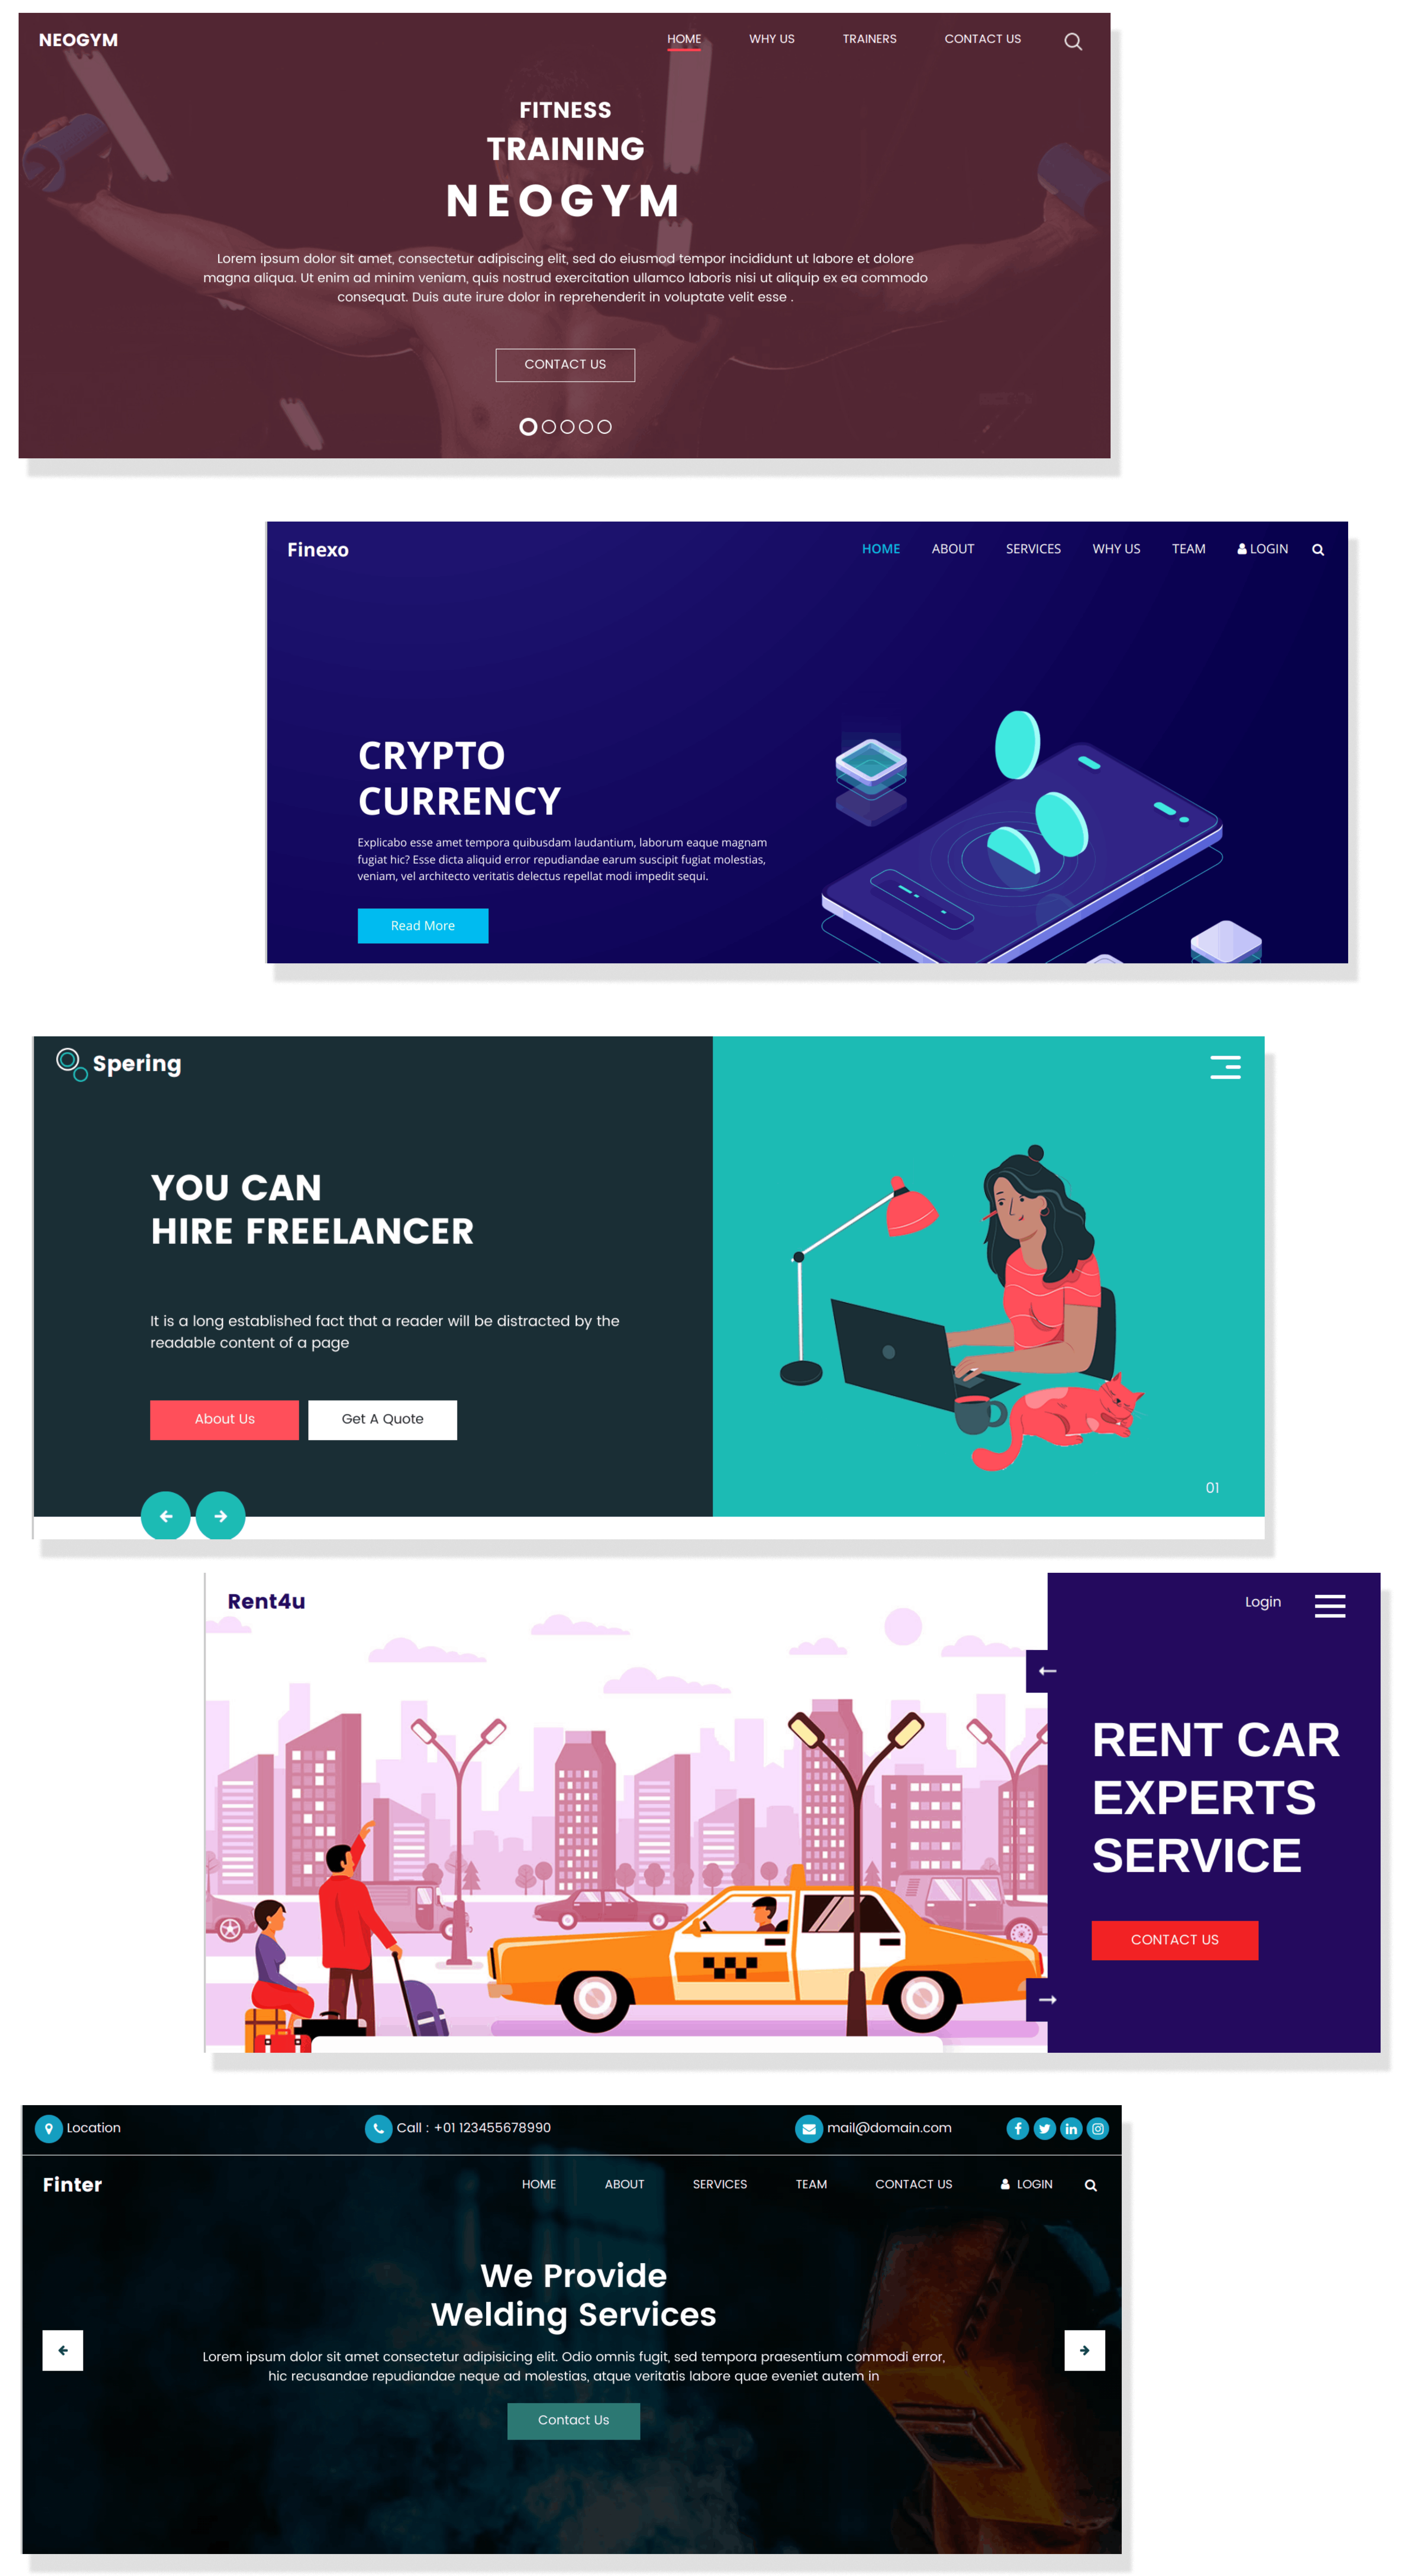 NEOGYM
HOME WHY US TRAINERS CONTACT US
FITNESS
TRAINING
NEOGYM
Lorem ipsum dolor sit amet, consectetur adipiscing elit, sed do eiusmod tempor incididunt ut labore et dolore
magna aliqua. Ut enim ad minim veniam, quis nostrud exercitation ullamco laboris nisi ut aliquip ex ea commodo
consequat. Duis aute irure dolor in reprehenderit in voluptate velit esse .
CONTACT US
Finexo
HOME ABOUT SERVICES WHY US TEAM LOGIN
CRYPTO
CURRENCY
Explicabo esse amet tempora quibusdam laudantium, laborum eaque magnam
fugiat hic? Esse dicta aliquid error repudiandae earum suscipit fugiat molestias,
veniam, vel architecto veritatis delectus repellat modi impedit sequi.
Read More
Spering
YOU CAN
HIRE FREELANCER
It is a long established fact that a reader will be distracted by the
readable content of a page
About Us Get A Quote
01
Rent4u
Login
RENT CAR
EXPERTS
SERVICE
CONTACT US
Location Call : +01 123455678990 mail@domain.com
Finter
HOME ABOUT SERVICES TEAM CONTACT US LOGIN
We Provide
Welding Services
Lorem ipsum dolor sit amet consectetur adipisicing elit. Odio omnis fugit, sed tempora praesentium commodi error,
hic recusandae repudiandae neque ad molestias, atque veritatis labore quae eveniet autem in
Contact Us